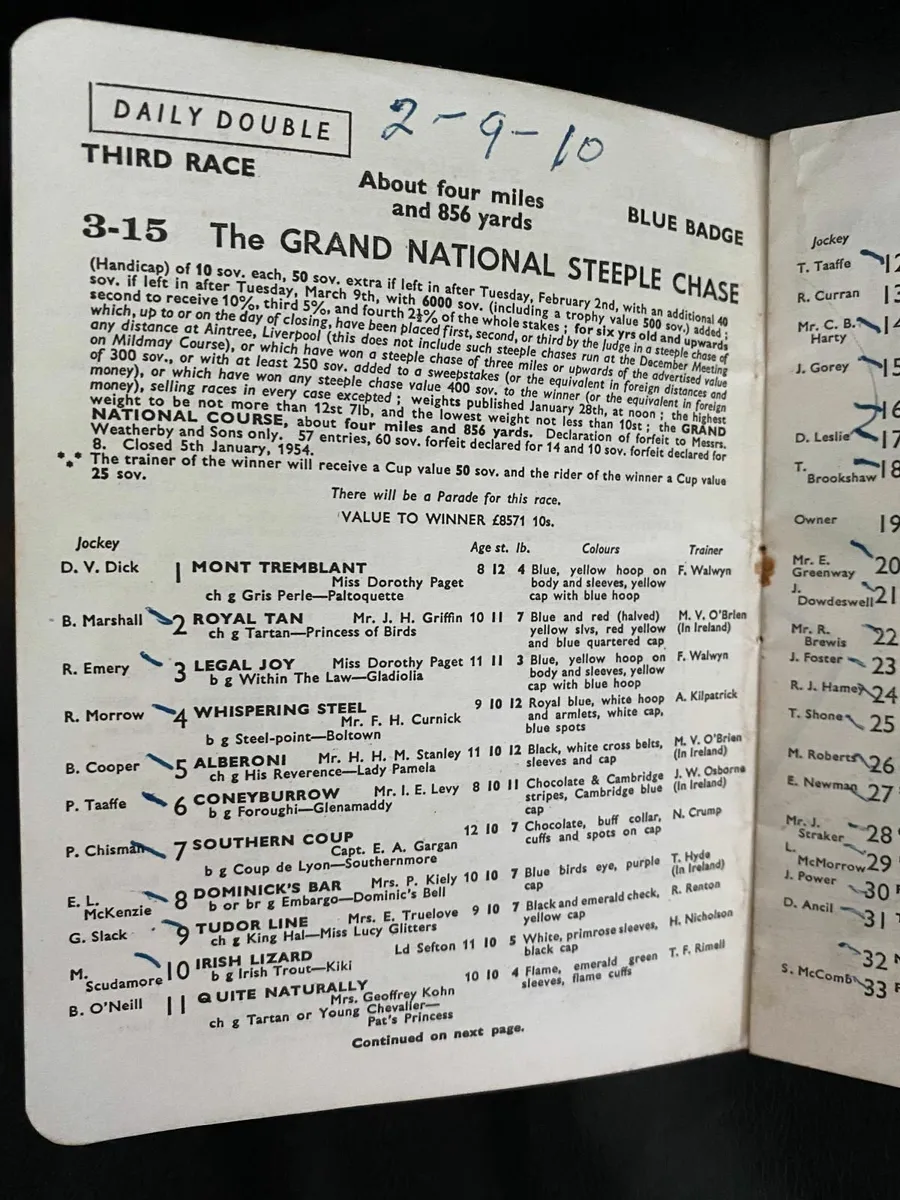 DAILY DOUBLE
2-9-10
THIRD RACE
About four miles
and 856 yards
BLUE BADGE
3-15 The GRAND NATIONAL STEEPLE CHASE
(Handicap) of 10 sov. each, 50 sov. extra if left in after Tuesday, February 2nd, with an additional 40
sov. if left in after Tuesday, March 9th, with 6000 sov. (including a trophy value 500 sov.) added ;
second to receive 10%, third 5%, and fourth 2½% of the whole stakes ; for six yrs old and upwards
which, up to or on the day of closing, have been placed first, second, or third by the Judge in a steeple chase of
any distance at Aintree, Liverpool (this does not include such steeple chases run at the December Meeting
on Mildmay Course), or which have won a steeple chase of three miles or upwards of the advertised value
of 300 sov., or with at least 250 sov. added to a sweepstakes (or the equivalent in foreign distances and
money), or which have won any steeple chase value 400 sov. to the winner (or the equivalent in foreign
money), selling races in every case excepted ; weights published January 28th, at noon ; the highest
weight to be not more than 12st 7lb, and the lowest weight not less than 10st ; the GRAND
NATIONAL COURSE, about four miles and 856 yards. Declaration of forfeit to Messrs.
Weatherby and Sons only. 57 entries, 60 sov. forfeit declared for 14 and 10 sov. forfeit declared for
8. Closed 5th January, 1954.
The trainer of the winner will receive a Cup value 50 sov. and the rider of the winner a Cup value
25 sov.
There will be a Parade for this race.
VALUE TO WINNER £8571 10s.
Jockey Age st. lb. Colours Trainer
D. V. Dick 1 MONT TREMBLANT 8 12 4 Blue, yellow hoop on F. Walwyn
Miss Dorothy Paget body and sleeves, yellow
ch g Gris Perle—Paltoquette cap with blue hoop
B. Marshall 2 ROYAL TAN Mr. J. H. Griffin 10 11 7 Blue and red (halved) M. V. O'Brien
ch g Tartan—Princess of Birds yellow slvs, red yellow (In Ireland)
and blue quartered cap
R. Emery 3 LEGAL JOY Miss Dorothy Paget 11 11 3 Blue, yellow hoop on F. Walwyn
b g Within The Law—Gladiolia body and sleeves, yellow
cap with blue hoop
R. Morrow 4 WHISPERING STEEL 9 10 12 Royal blue, white hoop A. Kilpatrick
Mr. F. H. Curnick and armlets, white cap,
b g Steel-point—Boltown blue spots
B. Cooper 5 ALBERONI Mr. H. H. M. Stanley 11 10 12 Black, white cross belts, M. V. O'Brien
ch g His Reverence—Lady Pamela sleeves and cap (In Ireland)
P. Taaffe 6 CONEYBURROW Mr. I. E. Levy 8 10 11 Chocolate & Cambridge J. W. Osborne
b g Foroughi—Glenamaddy stripes, Cambridge blue (In Ireland)
cap
P. Chisman 7 SOUTHERN COUP 12 10 7 Chocolate, buff collar, N. Crump
Capt. E. A. Gargan cuffs and spots on cap
b g Coup de Lyon—Southernmore
E. L. 8 DOMINICK'S BAR Mrs. P. Kiely 10 10 7 Blue birds eye, purple T. Hyde
McKenzie b or br g Embargo—Dominic's Bell cap (In Ireland)
G. Slack 9 TUDOR LINE Mrs. E. Truelove 9 10 7 Black and emerald check, R. Renton
ch g King Hal—Miss Lucy Glitters yellow cap
M. 10 IRISH LIZARD Ld Sefton 11 10 5 White, primrose sleeves, H. Nicholson
Scudamore b g Irish Trout—Kiki black cap
B. O'Neill 11 QUITE NATURALLY 10 10 4 Flame, emerald green T. F. Rimell
Mrs. Geoffrey Kohn sleeves, flame cuffs
ch g Tartan or Young Chevalier—
Pat's Princess
Continued on next page.
Jockey
T. Taaffe 12
R. Curran 13
Mr. C. B. 14
Harty
J. Gorey 15
16
D. Leslie 17
T. 18
Brookshaw
Owner 19
Mr. E. 20
Greenway
J. 21
Dowdeswell
Mr. R. 22
Brewis
J. Foster 23
R. J. Hamey 24
T. Shone 25
M. Roberts 26
E. Newman 27
Mr. J. 28
Straker
L. 29
McMorrow
J. Power 30
D. Ancil 31
32
S. McComb 33